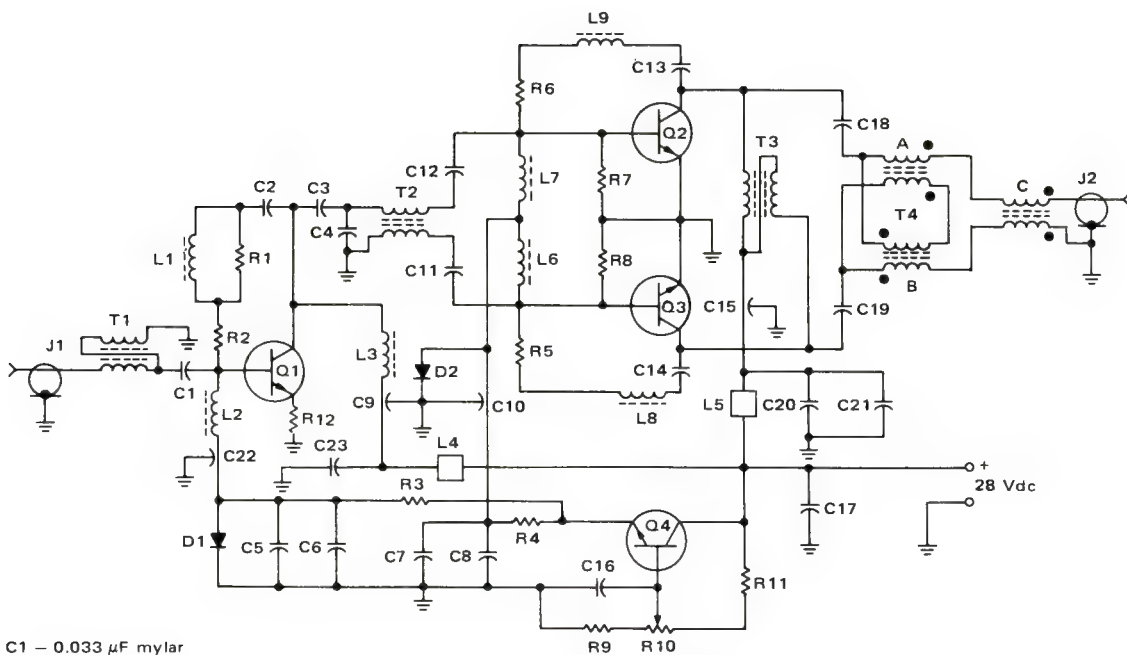 L9
C13
R6
Q2
C18
T3
A
C2
C3
T2
C12
L7
R7
C
J2
C4
T4
L1
R1
C11
L6
R8
B
T1
Q3
C15
C19
J1
R2
L3
R5
C14
Q1
D2
C1
L2
C9
C10
L8
L5
C20
C21
R12
C22
C23
L4
+
28 Vdc
R3
C17
D1
C5
C6
C7
C8
R4
Q4
C16
R11
R9
R10
C1 – 0.033 μF mylar